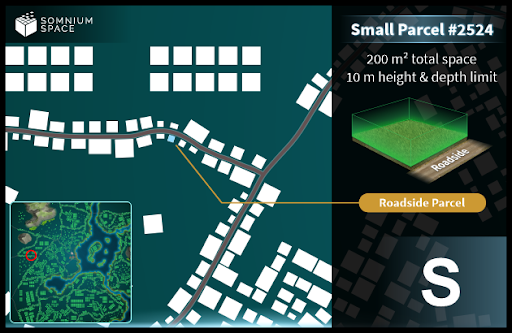 SOMNIUM
SPACE
Small Parcel #2524
200 m² total space
10 m height & depth limit
Roadside
Roadside Parcel
S